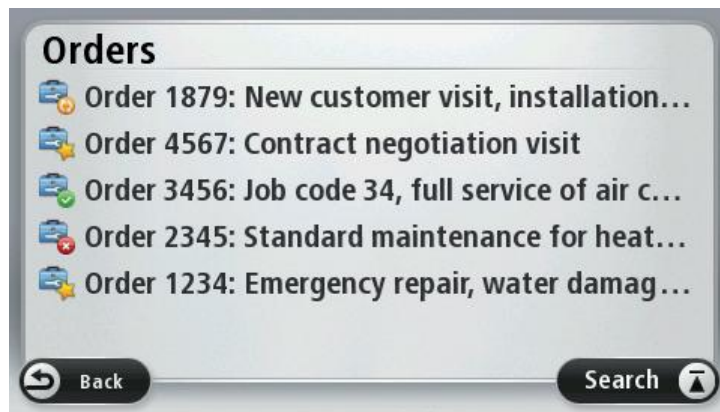 Orders
Order 1879: New customer visit, installation...
Order 4567: Contract negotiation visit
Order 3456: Job code 34, full service of air c...
Order 2345: Standard maintenance for heat...
Order 1234: Emergency repair, water damag...
Back
Search